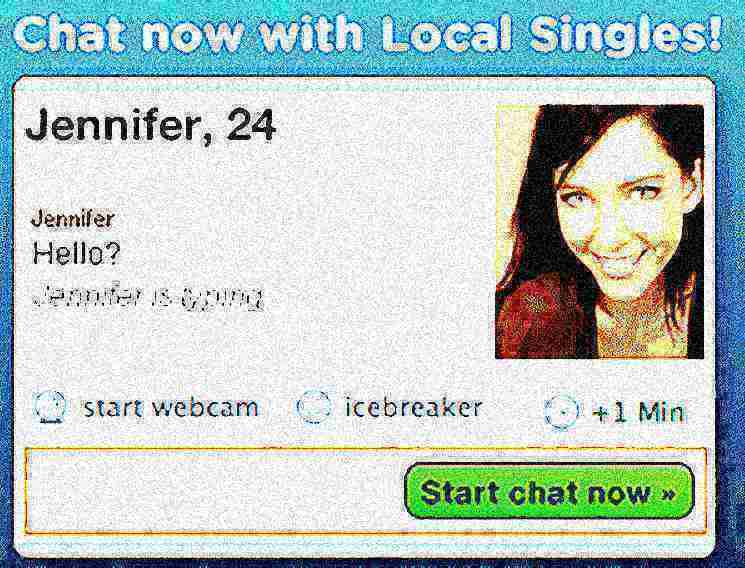 Chat now with Local Singles!
Jennifer, 24
Jennifer
Hello?
Jennifer is typing
start webcam icebreaker +1 Min
Start chat now »